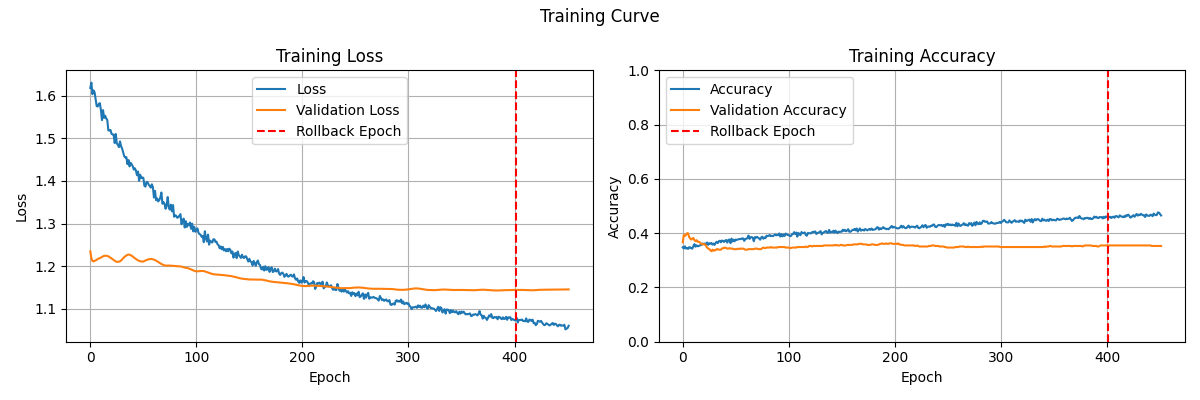 Training Curve
Training Loss
Loss
Validation Loss
Rollback Epoch
1.6
1.5
1.4
1.3
1.2
1.1
Loss
0 100 200 300 400
Epoch
Training Accuracy
Accuracy
Validation Accuracy
Rollback Epoch
1.0
0.8
0.6
0.4
0.2
0.0
Accuracy
0 100 200 300 400
Epoch